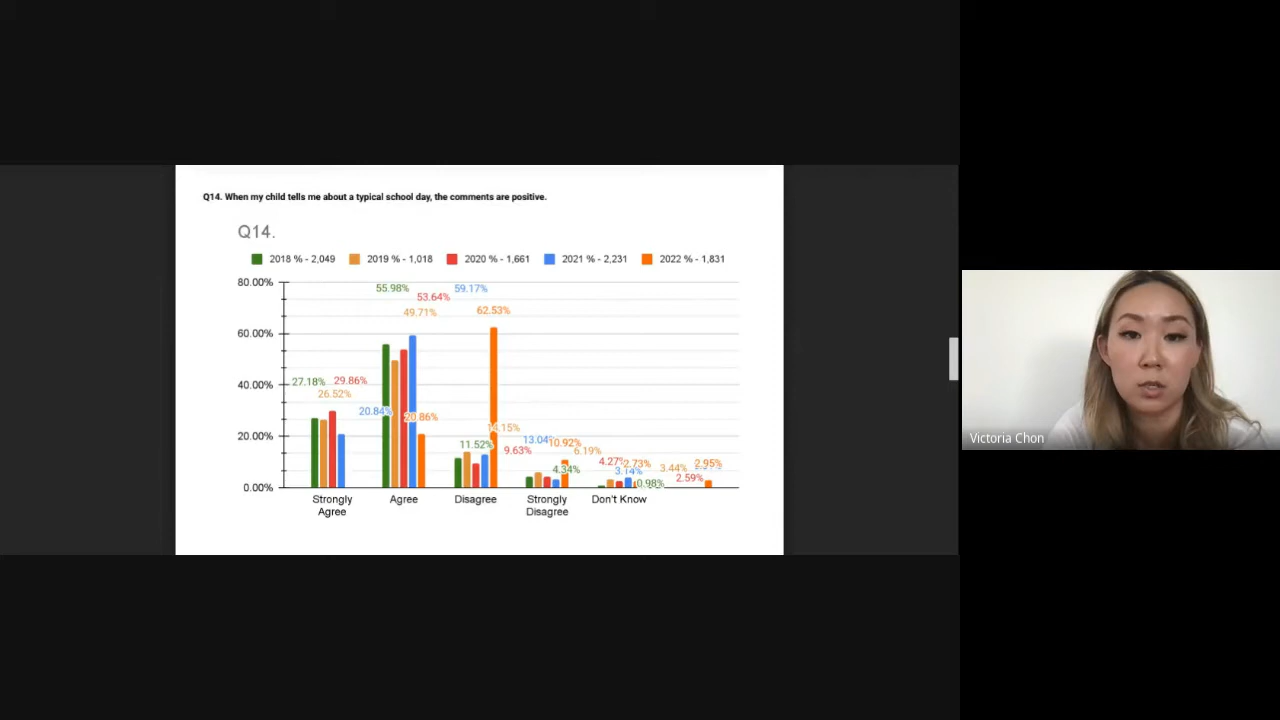 Q14. When my child tells me about a typical school day, the comments are positive.
Q14.
2018 % - 2,049 2019 % - 1,018 2020 % - 1,661 2021 % - 2,231 2022 % - 1,831
80.00%
55.98% 59.17%
53.64%
49.71% 62.53%
60.00%
40.00%
27.18% 29.86%
26.52%
20.84% 20.86%
20.00%
11.52% 13.04% 10.92%
9.63% 6.19%
4.34% 4.27% 2.73% 3.44% 2.95%
3.14% 2.59%
0.98%
0.00%
Strongly Agree Disagree Strongly Don't Know
Agree Disagree
Victoria Chon